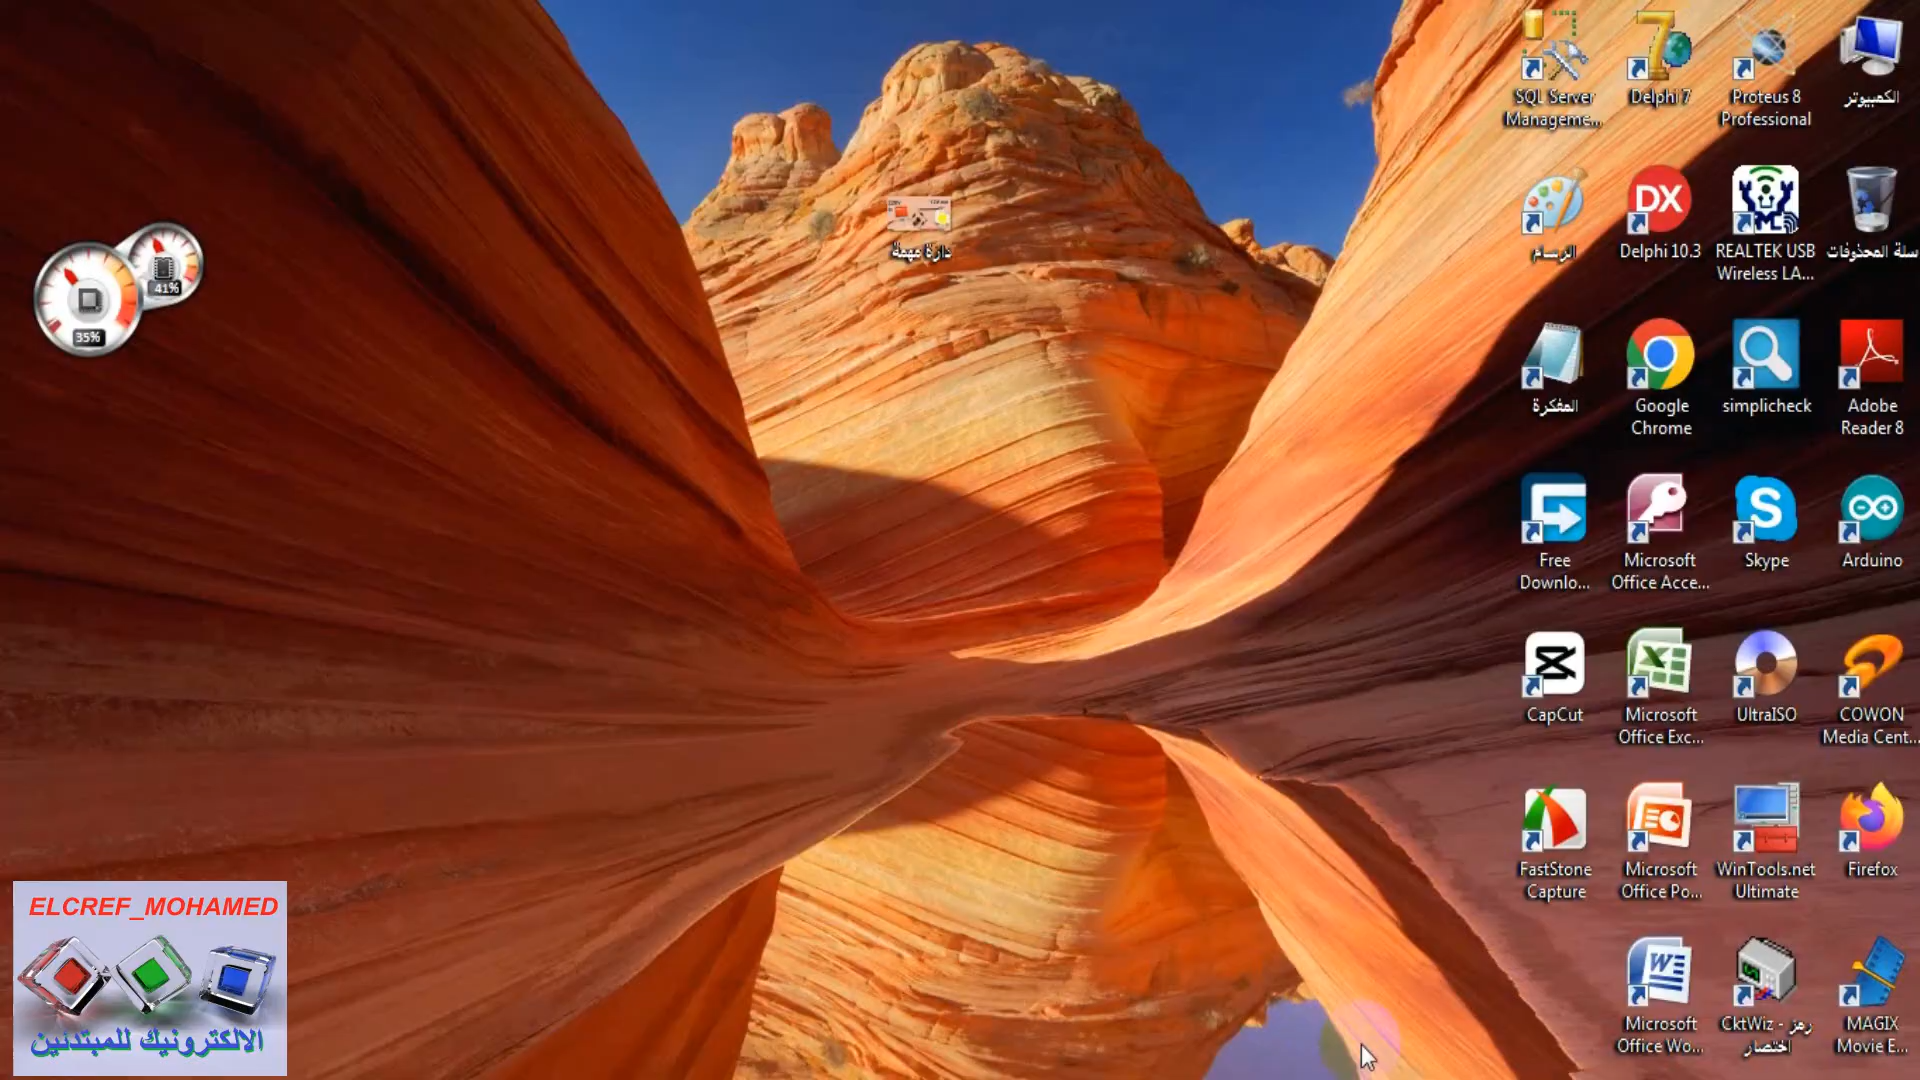 SQL Server
Manageme...
Delphi 7
Proteus 8
Professional
الكمبيوتر
الرسام
Delphi 10.3
REALTEK USB
Wireless LA...
سلة المحذوفات
دارة مهمة
41%
35%
المفكرة
Google
Chrome
simplicheck
Adobe
Reader 8
Free
Downlo...
Microsoft
Office Acce...
Skype
Arduino
CapCut
Microsoft
Office Exc...
UltraISO
COWON
Media Cent...
FastStone
Capture
Microsoft
Office Po...
WinTools.net
Ultimate
Firefox
Microsoft
Office Wo...
CktWiz - رمز
اختصار
MAGIX
Movie E...
ELCREF_MOHAMED
الالكترونيك للمبتدئين